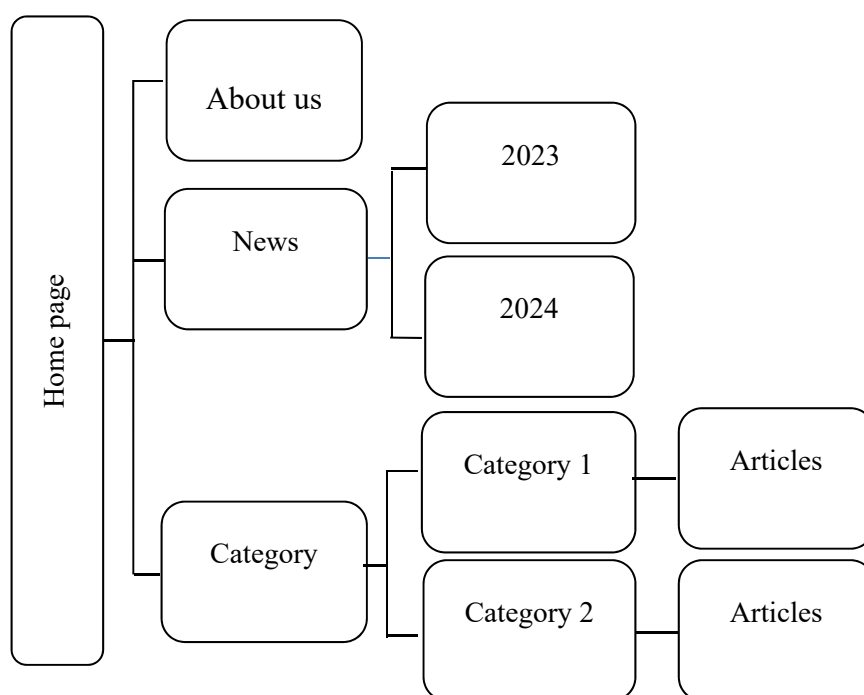 Home page
About us
News
2023
2024
Category
Category 1
Articles
Category 2
Articles